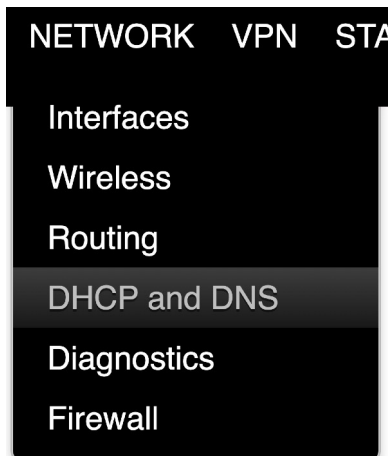 NETWORK VPN STA
Interfaces
Wireless
Routing
DHCP and DNS
Diagnostics
Firewall